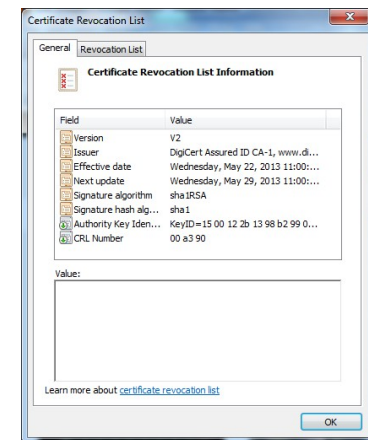 Certificate Revocation List
General Revocation List
Certificate Revocation List Information
Field Value
Version V2
Issuer DigiCert Assured ID CA-1, www.di...
Effective date Wednesday, May 22, 2013 11:00:...
Next update Wednesday, May 29, 2013 11:00:...
Signature algorithm sha1RSA
Signature hash alg... sha1
Authority Key Iden... KeyID=15 00 12 2b 13 98 b2 99 0...
CRL Number 00 a3 90
Value:
Learn more about certificate revocation list
OK